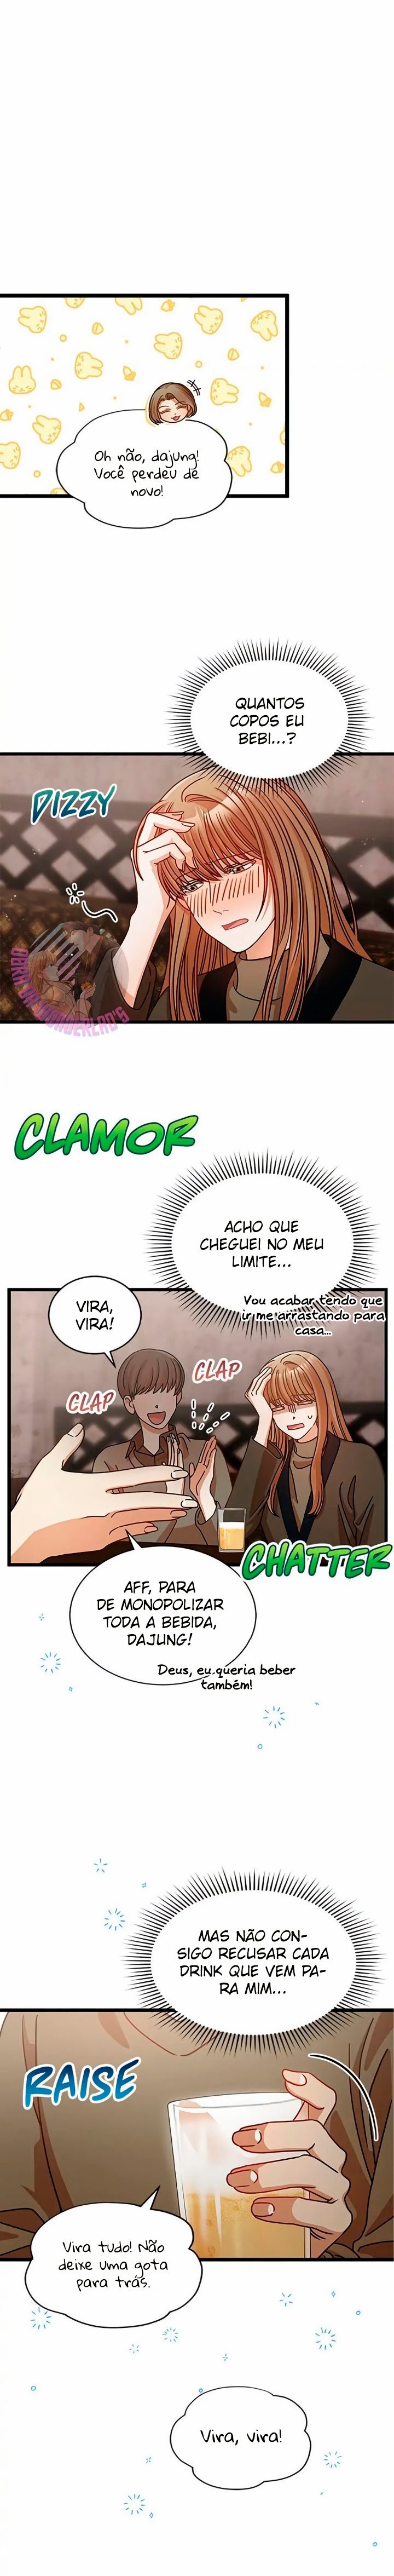 Oh não, dajung!
Você perdeu de
novo!
QUANTOS
COPOS EU
BEBI...?
DIZZY
CLAMOR
ACHO QUE
CHEGUEI NO MEU
LIMITE...
Vou acabar tendo que
ir me arrastando para
casa...
VIRA,
VIRA!
CLAP
CLAP
CHATTER
AFF, PARA
DE MONOPOLIZAR
TODA A BEBIDA,
DAJUNG!
Deus, eu queria beber
também!
MAS NÃO CON-
SIGO RECUSAR CADA
DRINK QUE VEM PA-
RA MIM...
RAISE
Vira tudo! Não
deixe uma gota
para trás.
Vira, vira!